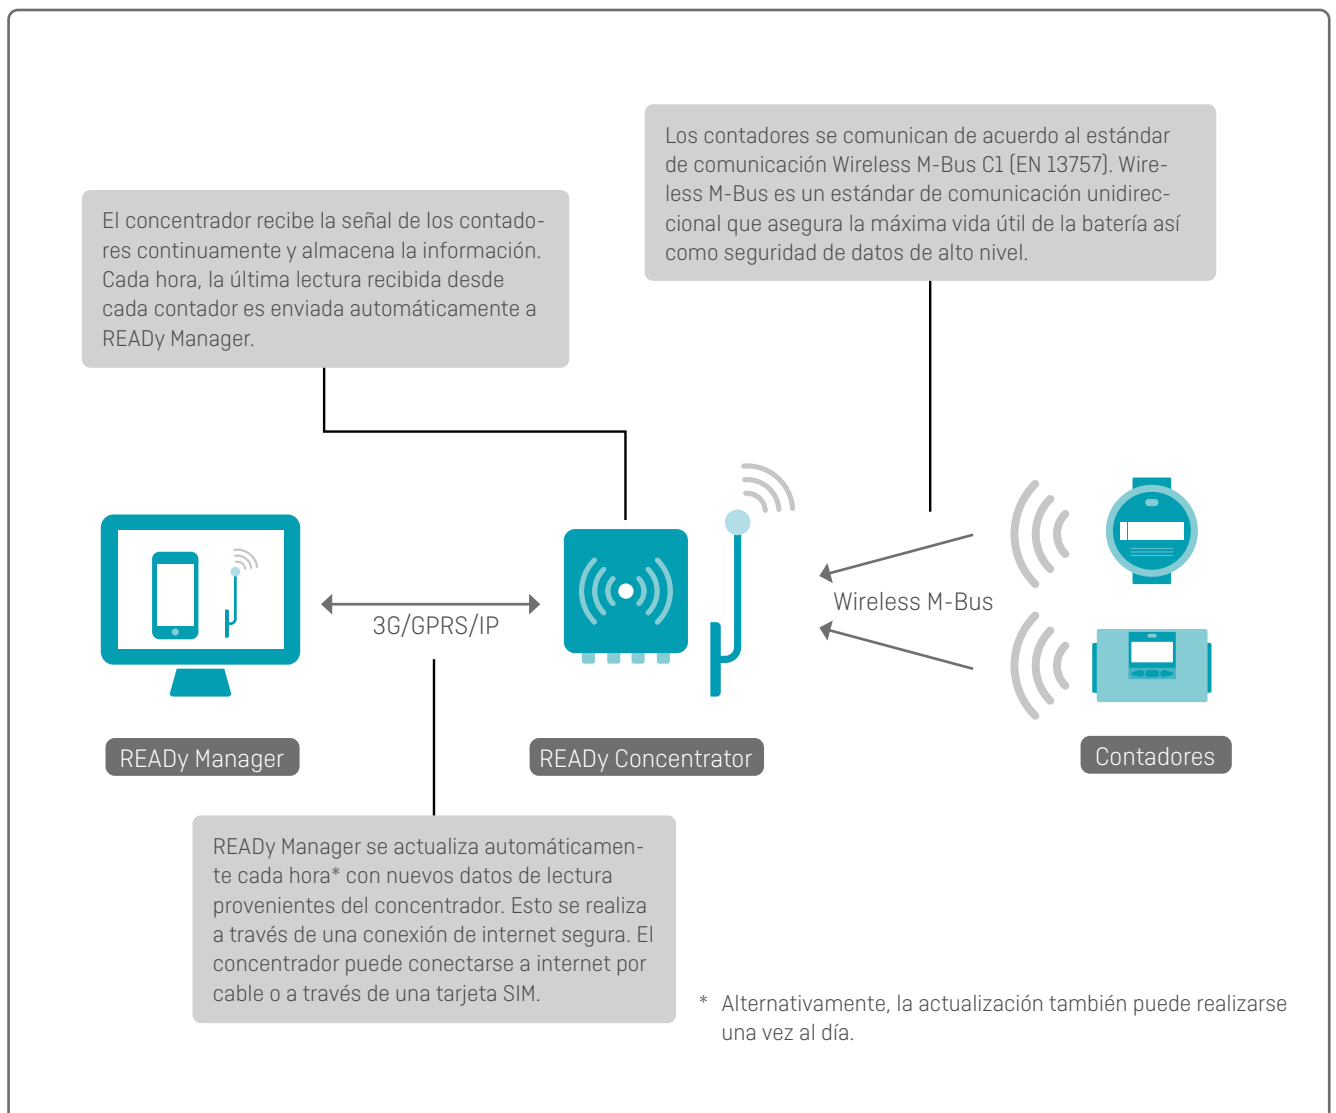 Los contadores se comunican de acuerdo al estándar
de comunicación Wireless M-Bus C1 (EN 13757). Wire-
less M-Bus es un estándar de comunicación unidirec-
cional que asegura la máxima vida útil de la batería así
como seguridad de datos de alto nivel.
El concentrador recibe la señal de los contado-
res continuamente y almacena la información.
Cada hora, la última lectura recibida desde
cada contador es enviada automáticamente a
READy Manager.
3G/GPRS/IP
Wireless M-Bus
READy Manager
READy Concentrator
Contadores
READy Manager se actualiza automáticamen-
te cada hora* con nuevos datos de lectura
provenientes del concentrador. Esto se realiza
a través de una conexión de internet segura. El
concentrador puede conectarse a internet por
cable o a través de una tarjeta SIM.
* Alternativamente, la actualización también puede realizarse
una vez al día.